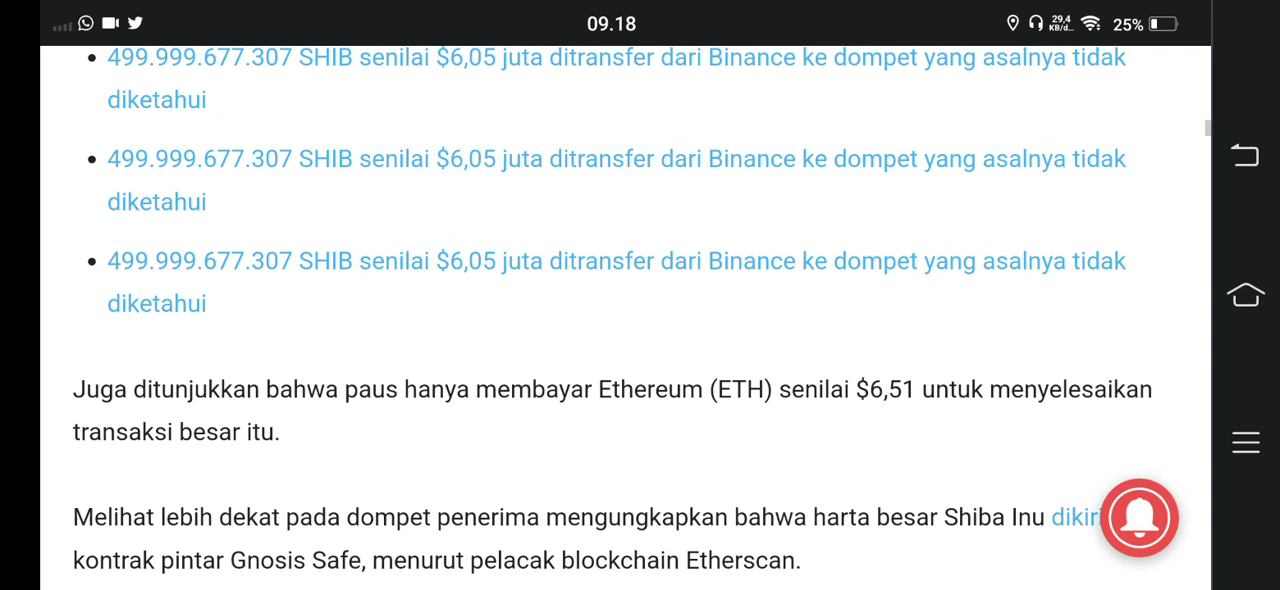 09.18
29,4
KB/d...
25%
499.999.677.307 SHIB senilai $6,05 juta ditransfer dari Binance ke dompet yang asalnya tidak
diketahui
499.999.677.307 SHIB senilai $6,05 juta ditransfer dari Binance ke dompet yang asalnya tidak
diketahui
499.999.677.307 SHIB senilai $6,05 juta ditransfer dari Binance ke dompet yang asalnya tidak
diketahui
Juga ditunjukkan bahwa paus hanya membayar Ethereum (ETH) senilai $6,51 untuk menyelesaikan
transaksi besar itu.
Melihat lebih dekat pada dompet penerima mengungkapkan bahwa harta besar Shiba Inu
kontrak pintar Gnosis Safe, menurut pelacak blockchain Etherscan.